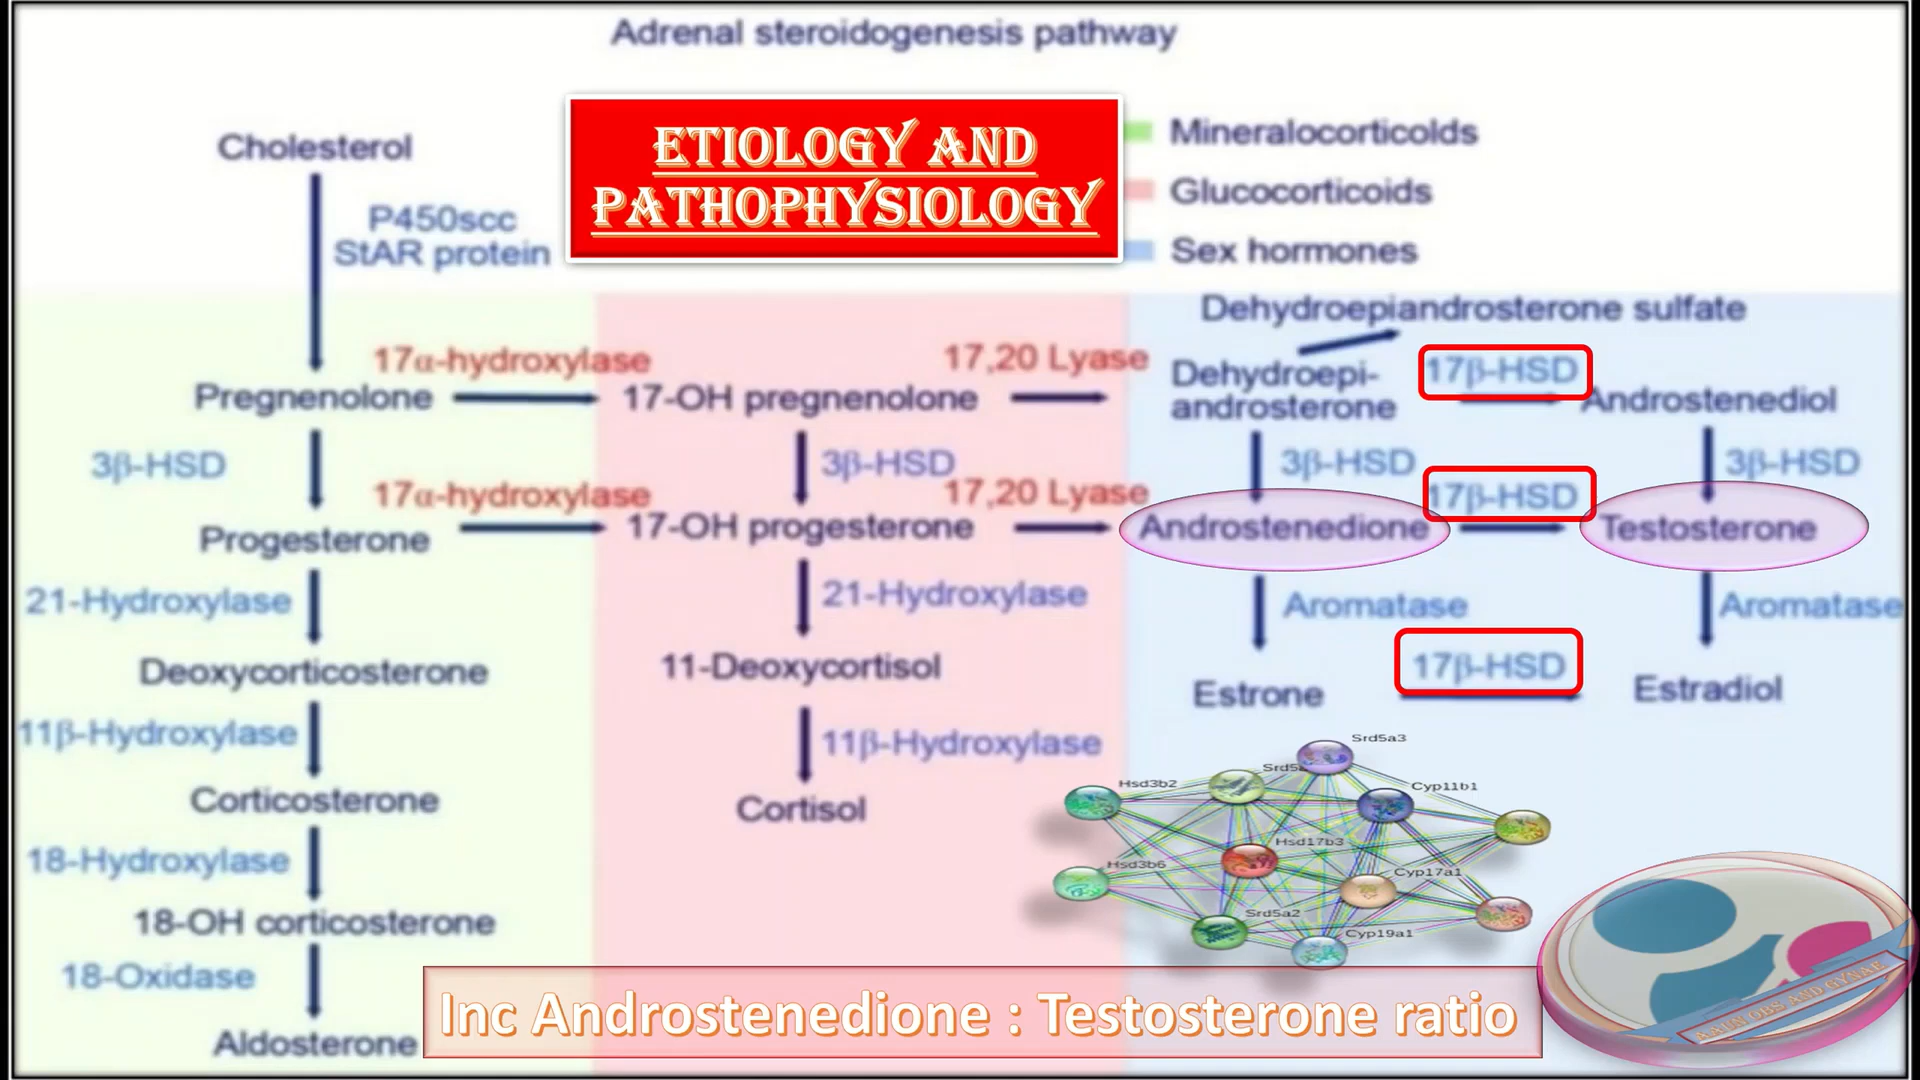 Adrenal steroidogenesis pathway
ETIOLOGY AND
PATHOPHYSIOLOGY
Mineralocorticolds
Glucocorticoids
Sex hormones
Cholesterol
P450scc
StAR protein
Dehydroepiandrosterone sulfate
17α-hydroxylase
17,20 Lyase
17β-HSD
Pregnenolone
17-OH pregnenolone
Dehydroepi-
androsterone
Androstenediol
3β-HSD
3β-HSD
3β-HSD
3β-HSD
17α-hydroxylase
17,20 Lyase
17β-HSD
Progesterone
17-OH progesterone
Androstenedione
Testosterone
21-Hydroxylase
21-Hydroxylase
Aromatase
Aromatase
Deoxycorticosterone
11-Deoxycortisol
17β-HSD
Estrone
Estradiol
11β-Hydroxylase
11β-Hydroxylase
Corticosterone
Cortisol
18-Hydroxylase
18-OH corticosterone
18-Oxidase
Aldosterone
Srd5a3
Hsd3b2
Cyp11b1
Hsd17b3
Hsd3b6
Cyp17a1
Srd5a2
Cyp19a1
Inc Androstenedione : Testosterone ratio
OBS AND GYNAE